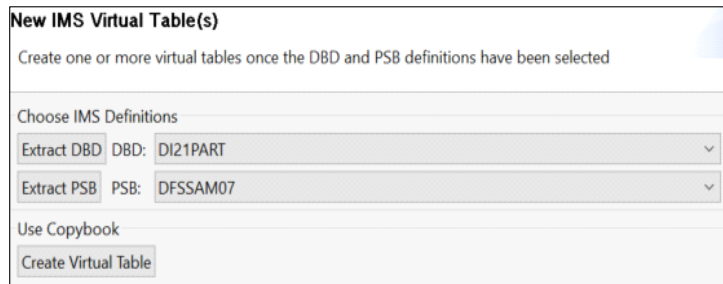 New IMS Virtual Table(s)
Create one or more virtual tables once the DBD and PSB definitions have been selected
Choose IMS Definitions
Extract DBD DBD: DI21PART
Extract PSB PSB: DFSSAM07
Use Copybook
Create Virtual Table